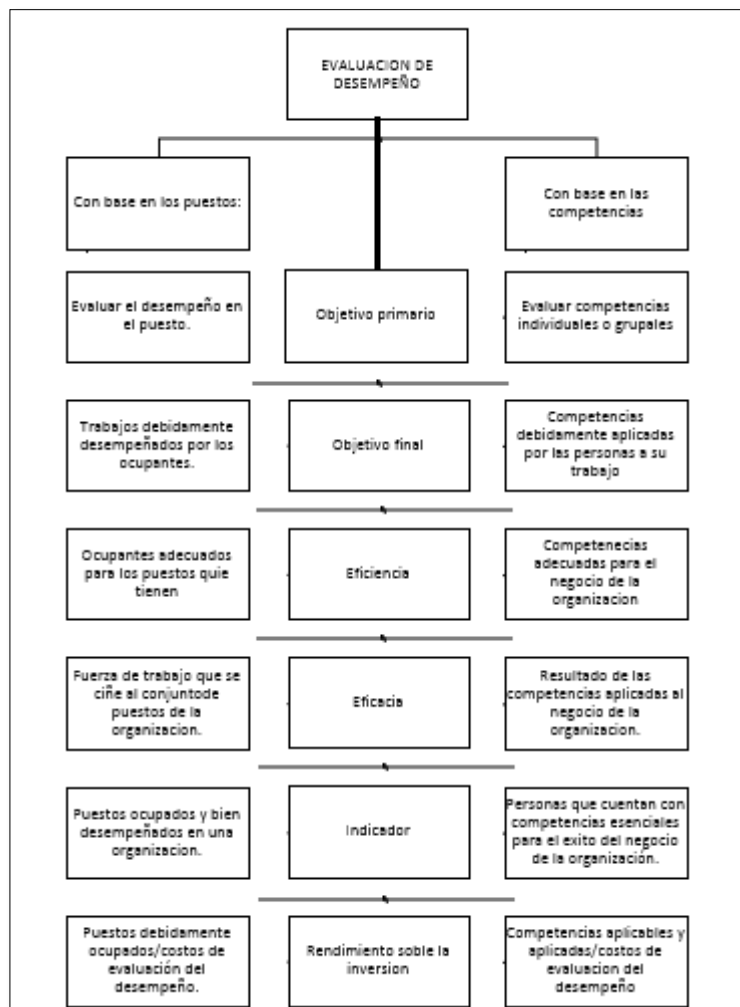 EVALUACION DE
DESEMPEÑO
Con base en los puestos:
Con base en las
competencias
Evaluar el desempeño en
el puesto.
Objetivo primario
Evaluar competencias
individuales o grupales
Trabajos debidamente
desempeñados por los
ocupantes.
Objetivo final
Competencias
debidamente aplicadas
por las personas a su
trabajo
Ocupantes adecuados
para los puestos quie
tienen
Eficiencia
Competenecias
adecuadas para el
negocio de la
organizacion
Fuerza de trabajo que se
ciñe al conjuntode
puestos de la
organizacion.
Eficacia
Resultado de las
competencias aplicadas al
negocio de la
organizacion.
Puestos ocupados y bien
desempeñados en una
organizacion.
Indicador
Personas que cuentan con
competencias esenciales
para el exito del negocio
de la organización.
Puestos debidamente
ocupados/costos de
evaluación del
desempeño.
Rendimiento soble la
inversion
Competencias aplicables y
aplicadas/costos de
evaluacion del
desempeño